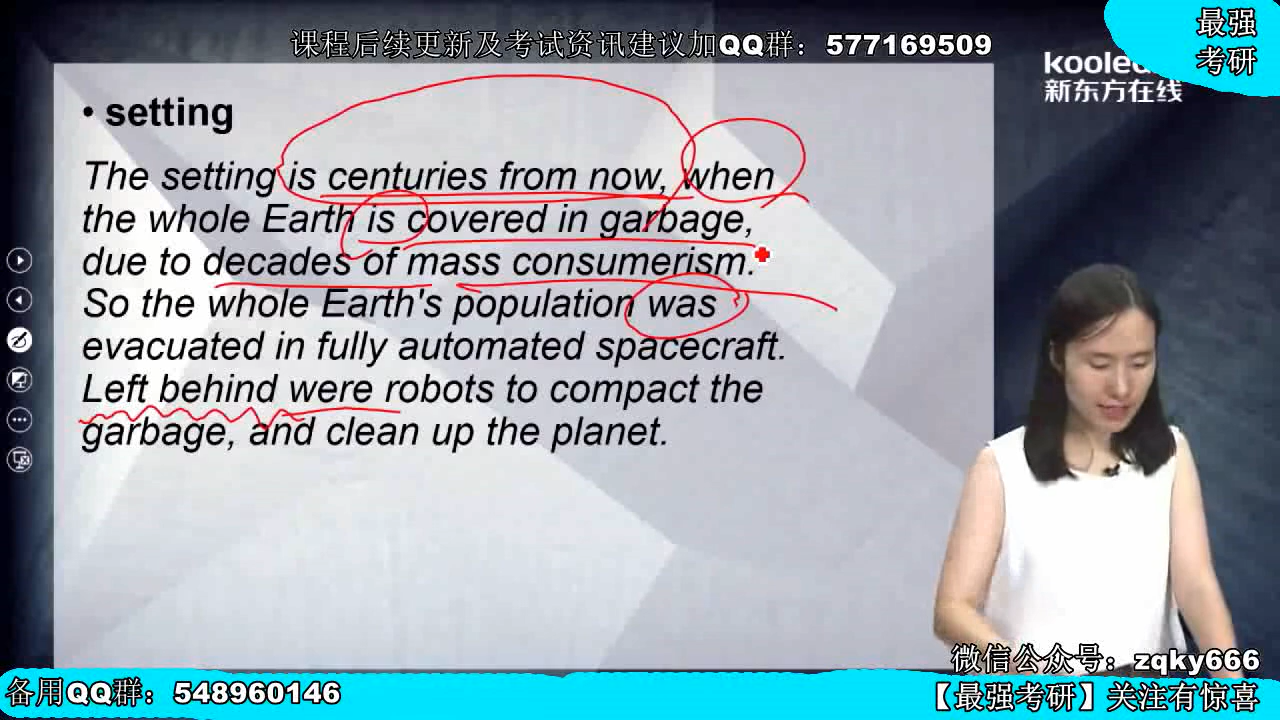 课程后续更新及考试资讯建议加QQ群：577169509
最强
考研
新东方在线
• setting
The setting is centuries from now, when
the whole Earth is covered in garbage,
due to decades of mass consumerism.
So the whole Earth's population was
evacuated in fully automated spacecraft.
Left behind were robots to compact the
garbage, and clean up the planet.
微信公众号：zqky666
备用QQ群：548960146
【最强考研】关注有惊喜